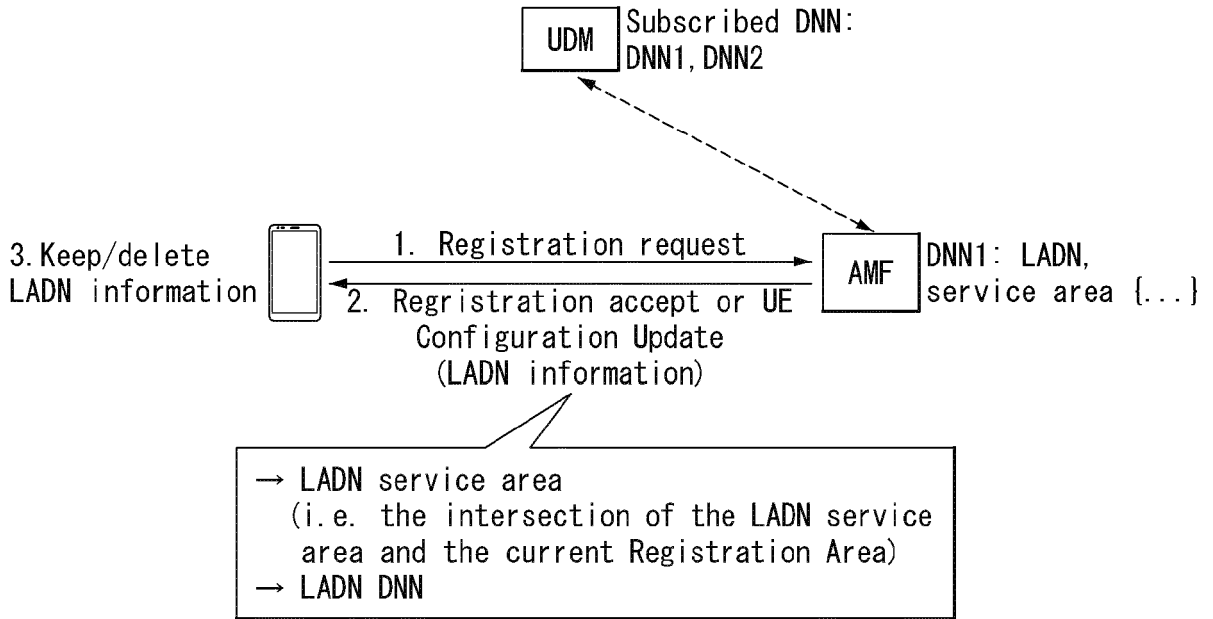 UDM
Subscribed DNN:
DNN1, DNN2
3. Keep/delete
LADN information
1. Registration request
2. Regristration accept or UE
Configuration Update
(LADN information)
AMF
DNN1: LADN,
service area {...}
→ LADN service area
(i.e. the intersection of the LADN service
area and the current Registration Area)
→ LADN DNN